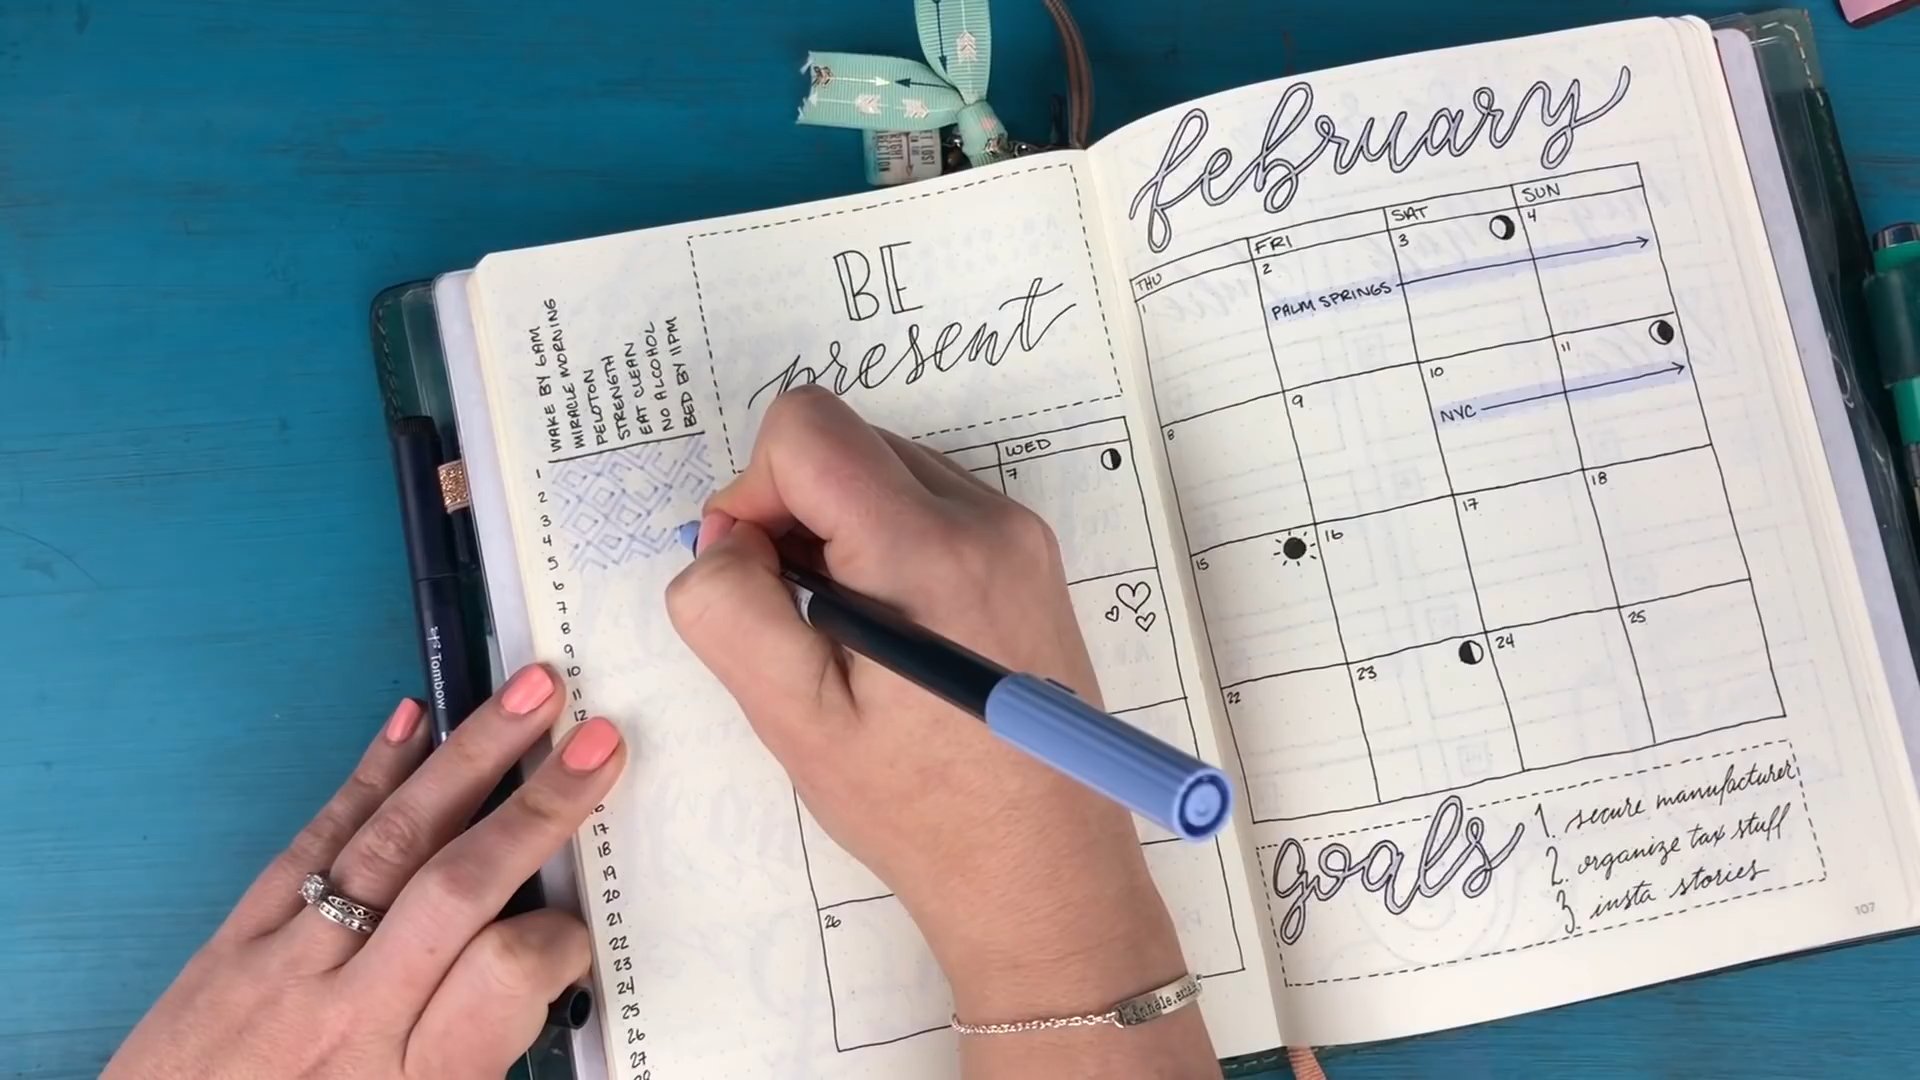 BE
present
WAKE BY 6AM
MIRACLE MORNING
PELOTON
STRENGTH
EAT CLEAN
NO ALCOHOL
BED BY 11PM
1
2
3
4
5
6
7
8
9
10
11
12
17
18
19
20
21
22
23
24
25
26
27
WED
7
26
february
THU FRI SAT SUN
1 2 3 4
PALM SPRINGS
8 9 10 11
NYC
15 16 17 18
22 23 24 25
goals
1. secure manufacturer
2. organize tax stuff
3. insta stories
107
Tombow